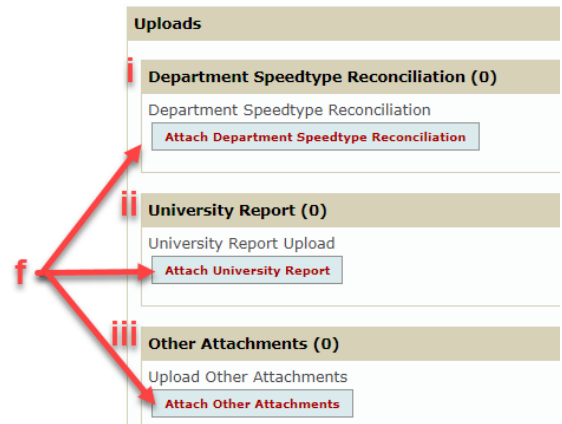 Uploads
i
Department Speedtype Reconciliation (0)
Department Speedtype Reconciliation
Attach Department Speedtype Reconciliation
ii
University Report (0)
University Report Upload
f
Attach University Report
iii
Other Attachments (0)
Upload Other Attachments
Attach Other Attachments